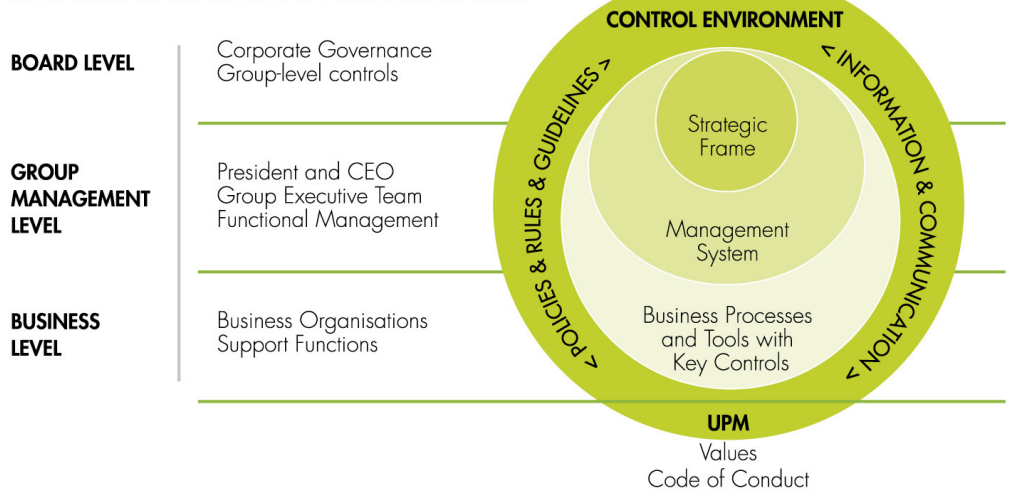 CONTROL ENVIRONMENT
BOARD LEVEL
Corporate Governance
Group-level controls
< POLICIES & RULES & GUIDELINES >
< INFORMATION & COMMUNICATION >
Strategic
Frame
GROUP
MANAGEMENT
LEVEL
President and CEO
Group Executive Team
Functional Management
Management
System
BUSINESS
LEVEL
Business Organisations
Support Functions
Business Processes
and Tools with
Key Controls
UPM
Values
Code of Conduct